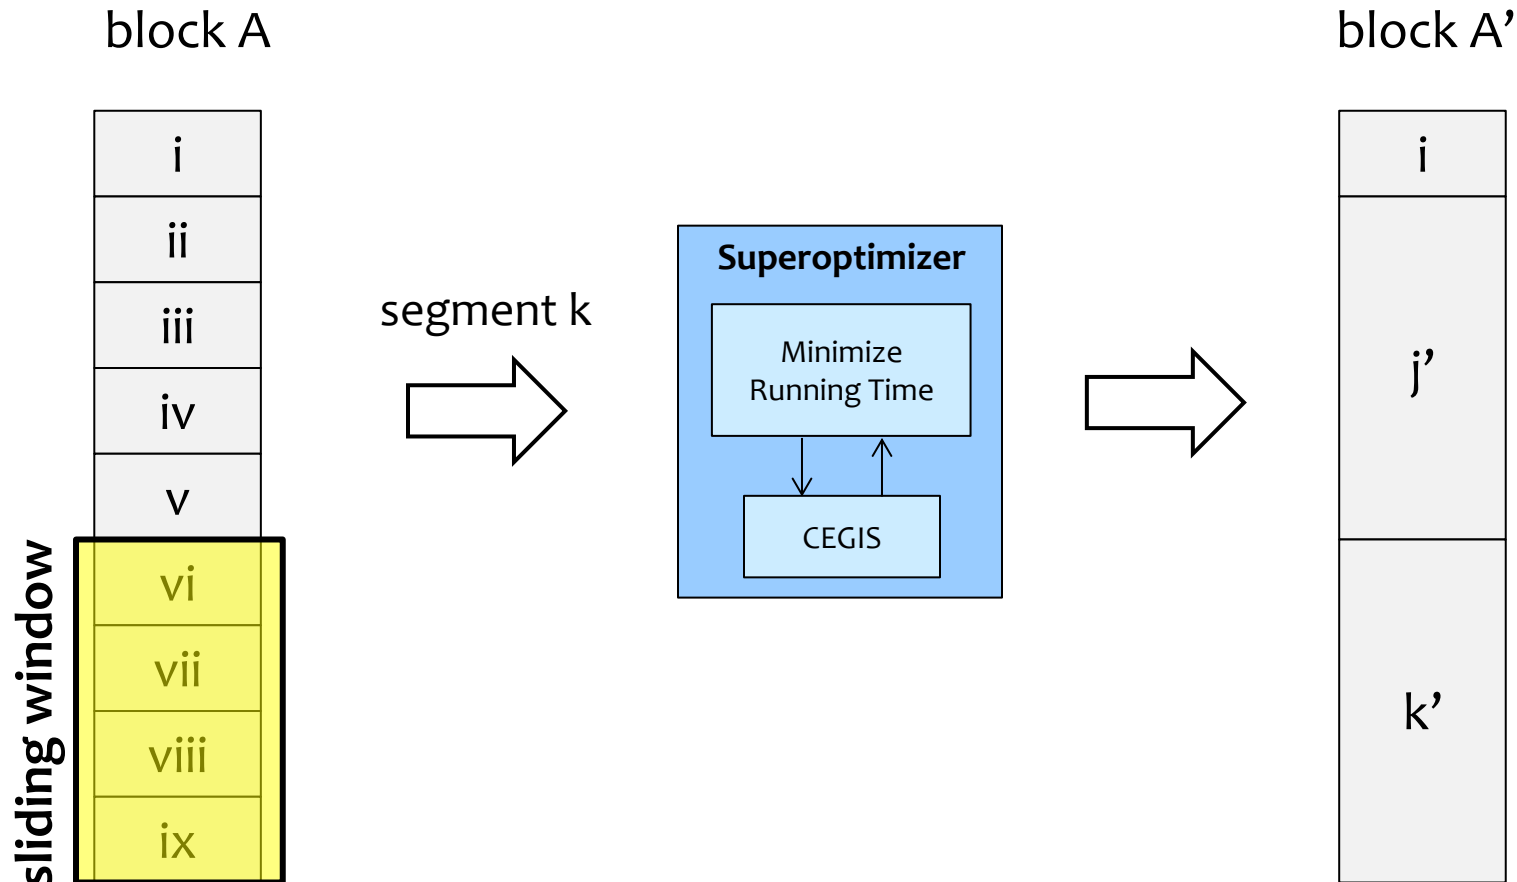 block A
block A’
i
ii
iii
iv
v
vi
vii
viii
ix
sliding window
segment k
Superoptimizer
Minimize
Running Time
CEGIS
i
j’
k’